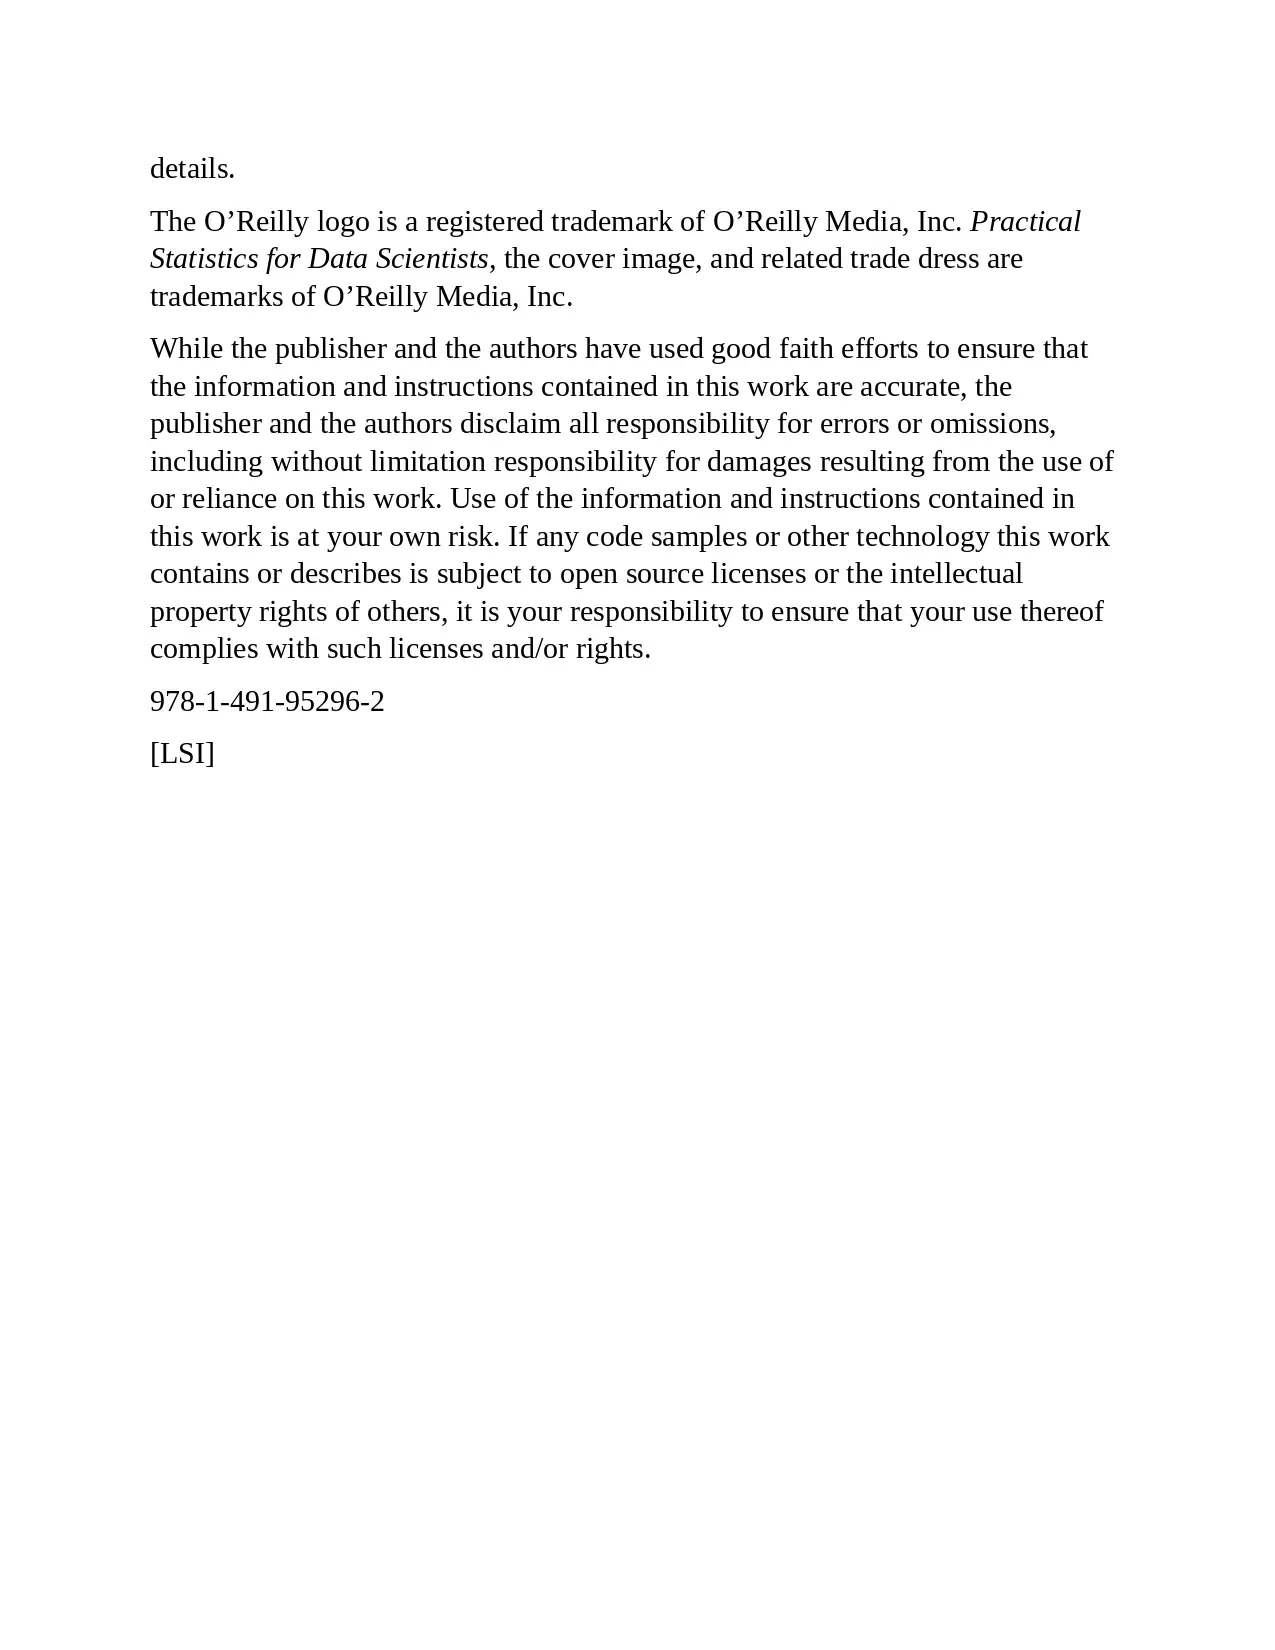 details.
The O’Reilly logo is a registered trademark of O’Reilly Media, Inc. Practical
Statistics for Data Scientists, the cover image, and related trade dress are
trademarks of O’Reilly Media, Inc.
While the publisher and the authors have used good faith efforts to ensure that
the information and instructions contained in this work are accurate, the
publisher and the authors disclaim all responsibility for errors or omissions,
including without limitation responsibility for damages resulting from the use of
or reliance on this work. Use of the information and instructions contained in
this work is at your own risk. If any code samples or other technology this work
contains or describes is subject to open source licenses or the intellectual
property rights of others, it is your responsibility to ensure that your use thereof
complies with such licenses and/or rights.
978-1-491-95296-2
[LSI]